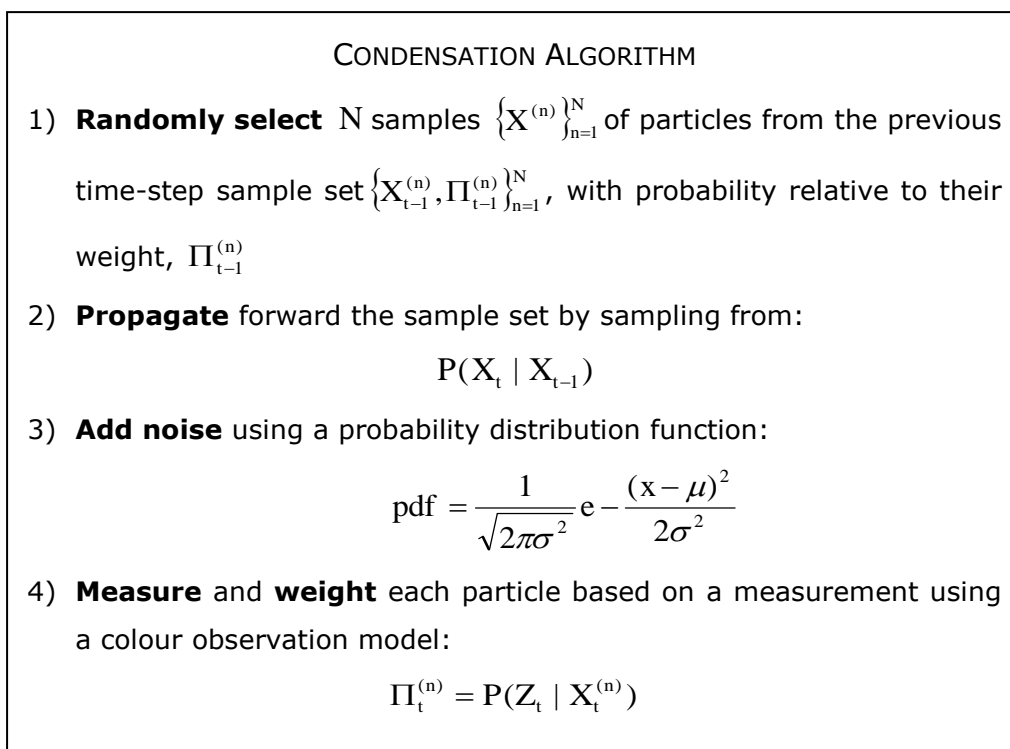 CONDENSATION ALGORITHM
1) Randomly select N samples {X^(n)}_{n=1}^N of particles from the previous
time-step sample set {X_{t−1}^(n), Π_{t−1}^(n)}_{n=1}^N, with probability relative to their
weight, Π_{t−1}^(n)
2) Propagate forward the sample set by sampling from:
P(X_t | X_{t−1})
3) Add noise using a probability distribution function:
pdf = 1/√(2πσ²) e − (x − μ)²/2σ²
4) Measure and weight each particle based on a measurement using
a colour observation model:
Π_t^(n) = P(Z_t | X_t^(n))